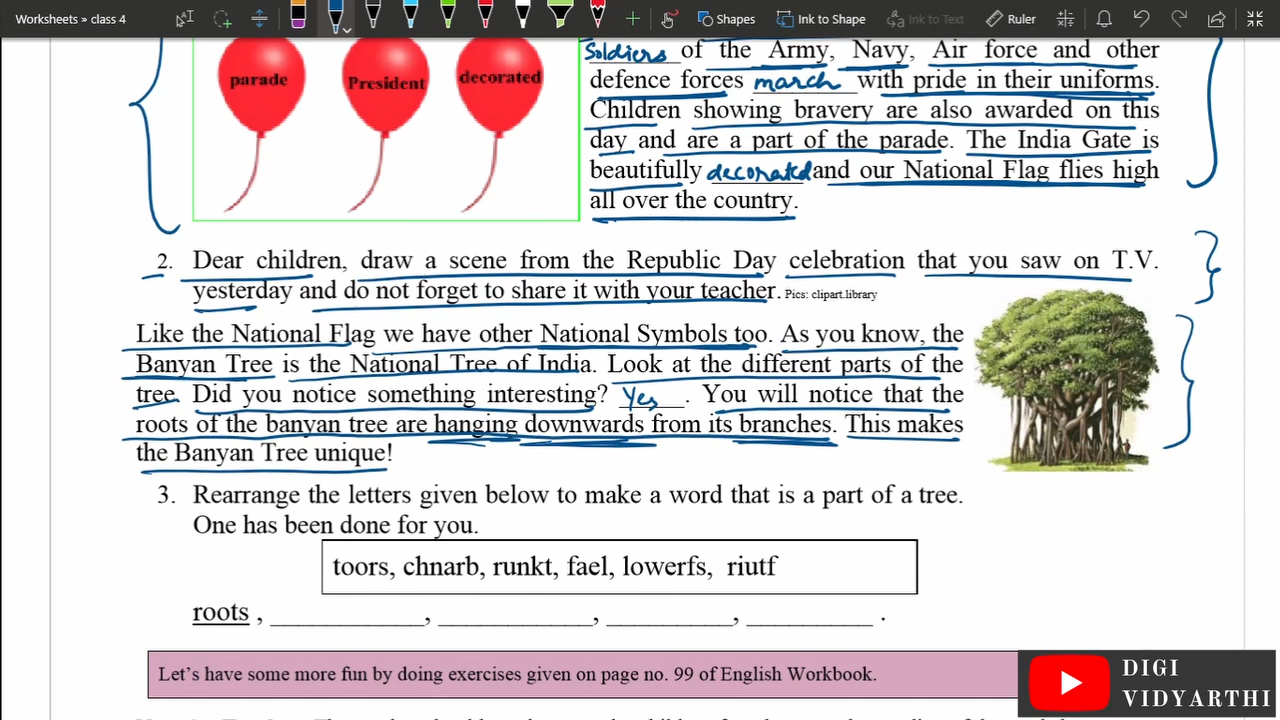 Worksheets » class 4
Shapes
Ink to Shape
Ink to Text
Ruler
parade
President
decorated
Soldiers of the Army, Navy, Air force and other
defence forces march with pride in their uniforms.
Children showing bravery are also awarded on this
day and are a part of the parade. The India Gate is
beautifully decorated and our National Flag flies high
all over the country.
2. Dear children, draw a scene from the Republic Day celebration that you saw on T.V.
yesterday and do not forget to share it with your teacher. Pics: clipart.library
Like the National Flag we have other National Symbols too. As you know, the
Banyan Tree is the National Tree of India. Look at the different parts of the
tree. Did you notice something interesting? Yes. You will notice that the
roots of the banyan tree are hanging downwards from its branches. This makes
the Banyan Tree unique!
3. Rearrange the letters given below to make a word that is a part of a tree.
One has been done for you.
toors, chnarb, runkt, fael, lowerfs, riutf
roots , ____________, ____________, __________, __________ .
Let's have some more fun by doing exercises given on page no. 99 of English Workbook.
DIGI
VIDYARTHI